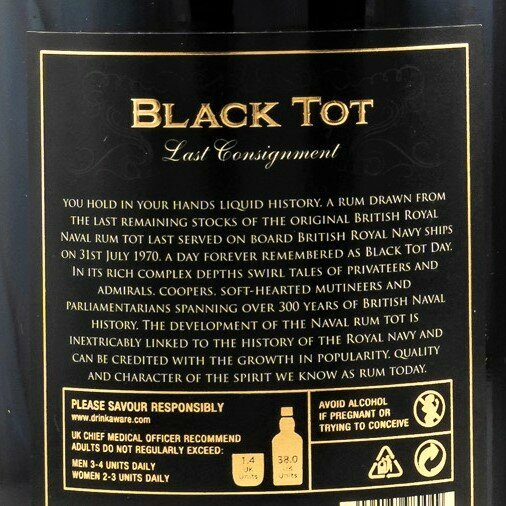 BLACK TOT
Last Consignment
YOU HOLD IN YOUR HANDS LIQUID HISTORY. A RUM DRAWN FROM
THE LAST REMAINING STOCKS OF THE ORIGINAL BRITISH ROYAL
NAVAL RUM TOT LAST SERVED ON BOARD BRITISH ROYAL NAVY SHIPS
ON 31ST JULY 1970. A DAY FOREVER REMEMBERED AS BLACK TOT DAY.
IN ITS RICH COMPLEX DEPTHS SWIRL TALES OF PRIVATEERS AND
ADMIRALS, COOPERS, SOFT-HEARTED MUTINEERS AND
PARLIAMENTARIANS SPANNING OVER 300 YEARS OF BRITISH NAVAL
HISTORY. THE DEVELOPMENT OF THE NAVAL RUM TOT IS
INEXTRICABLY LINKED TO THE HISTORY OF THE ROYAL NAVY AND
CAN BE CREDITED WITH THE GROWTH IN POPULARITY, QUALITY
AND CHARACTER OF THE SPIRIT WE KNOW AS RUM TODAY.
PLEASE SAVOUR RESPONSIBLY
www.drinkaware.com
UK CHIEF MEDICAL OFFICER RECOMMEND
ADULTS DO NOT REGULARLY EXCEED:
MEN 3-4 UNITS DAILY
WOMEN 2-3 UNITS DAILY
1.4
UK
Units
38.0
UK
Units
AVOID ALCOHOL
IF PREGNANT OR
TRYING TO CONCEIVE